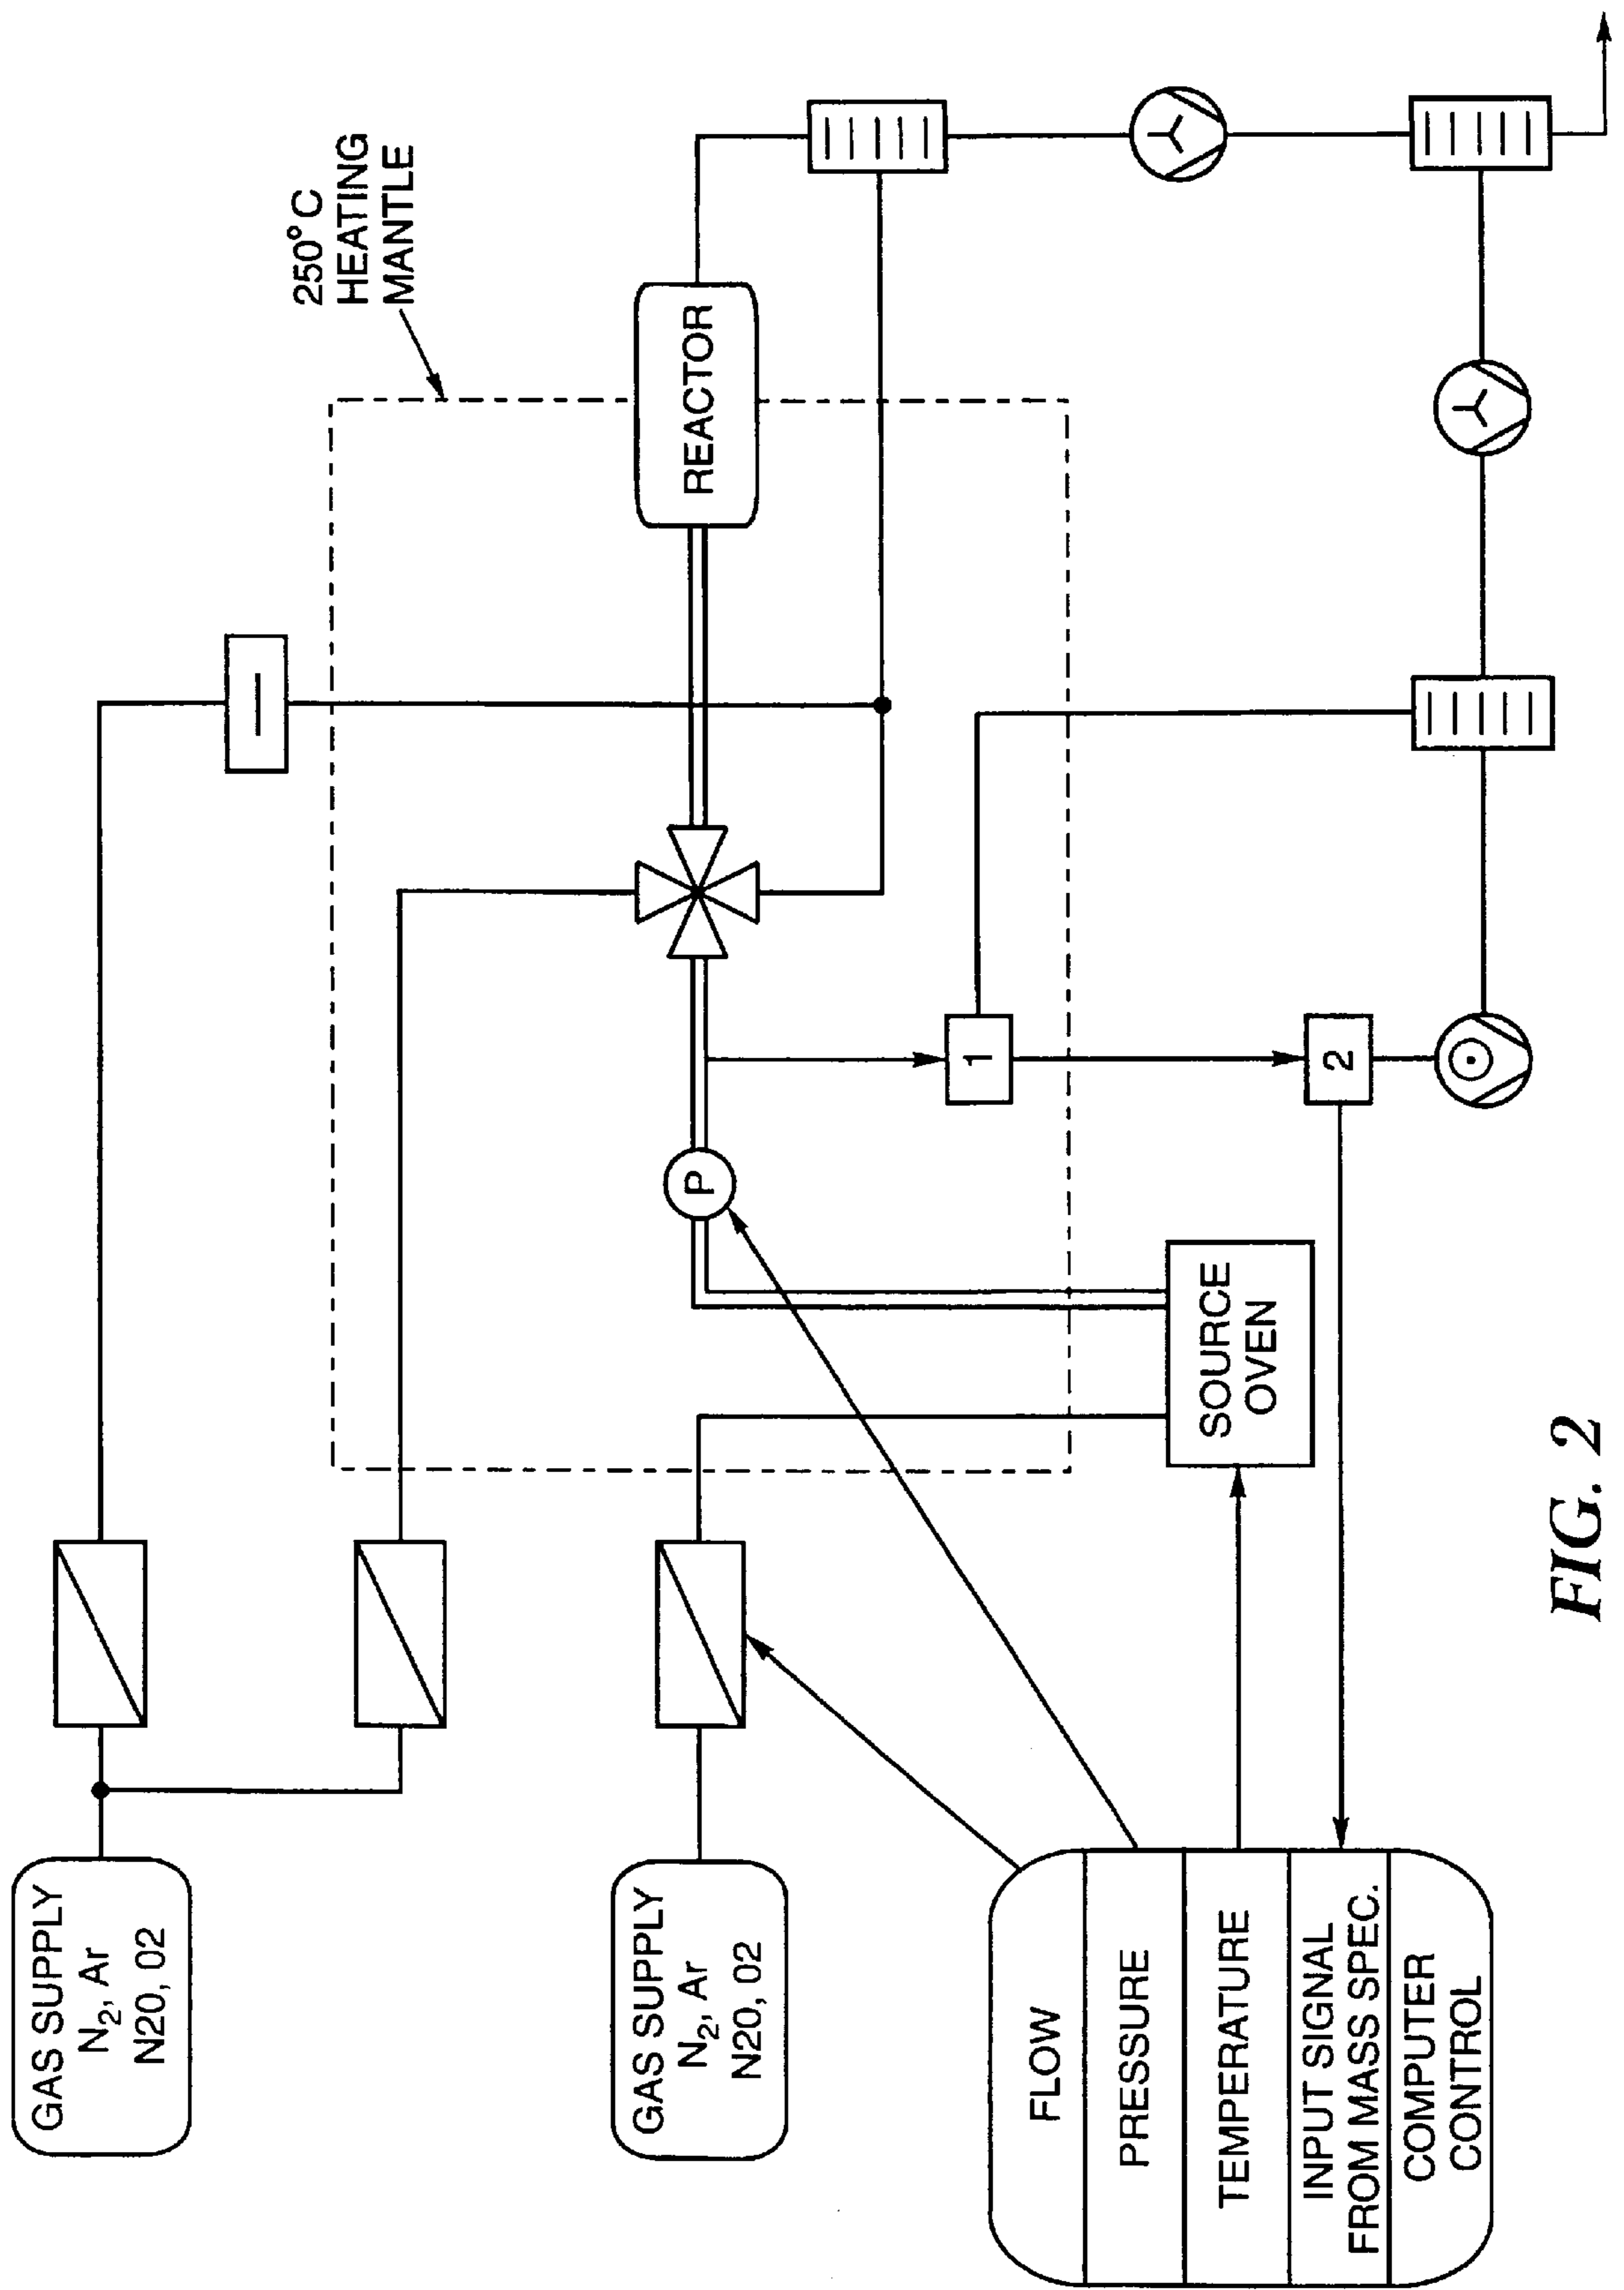 GAS SUPPLY
N₂, Ar
N20, 02
GAS SUPPLY
N₂, Ar
N20, 02
FLOW
PRESSURE
TEMPERATURE
INPUT SIGNAL
FROM MASS SPEC.
COMPUTER
CONTROL
SOURCE
OVEN
P
1
2
REACTOR
250°C
HEATING
MANTLE
FIG. 2